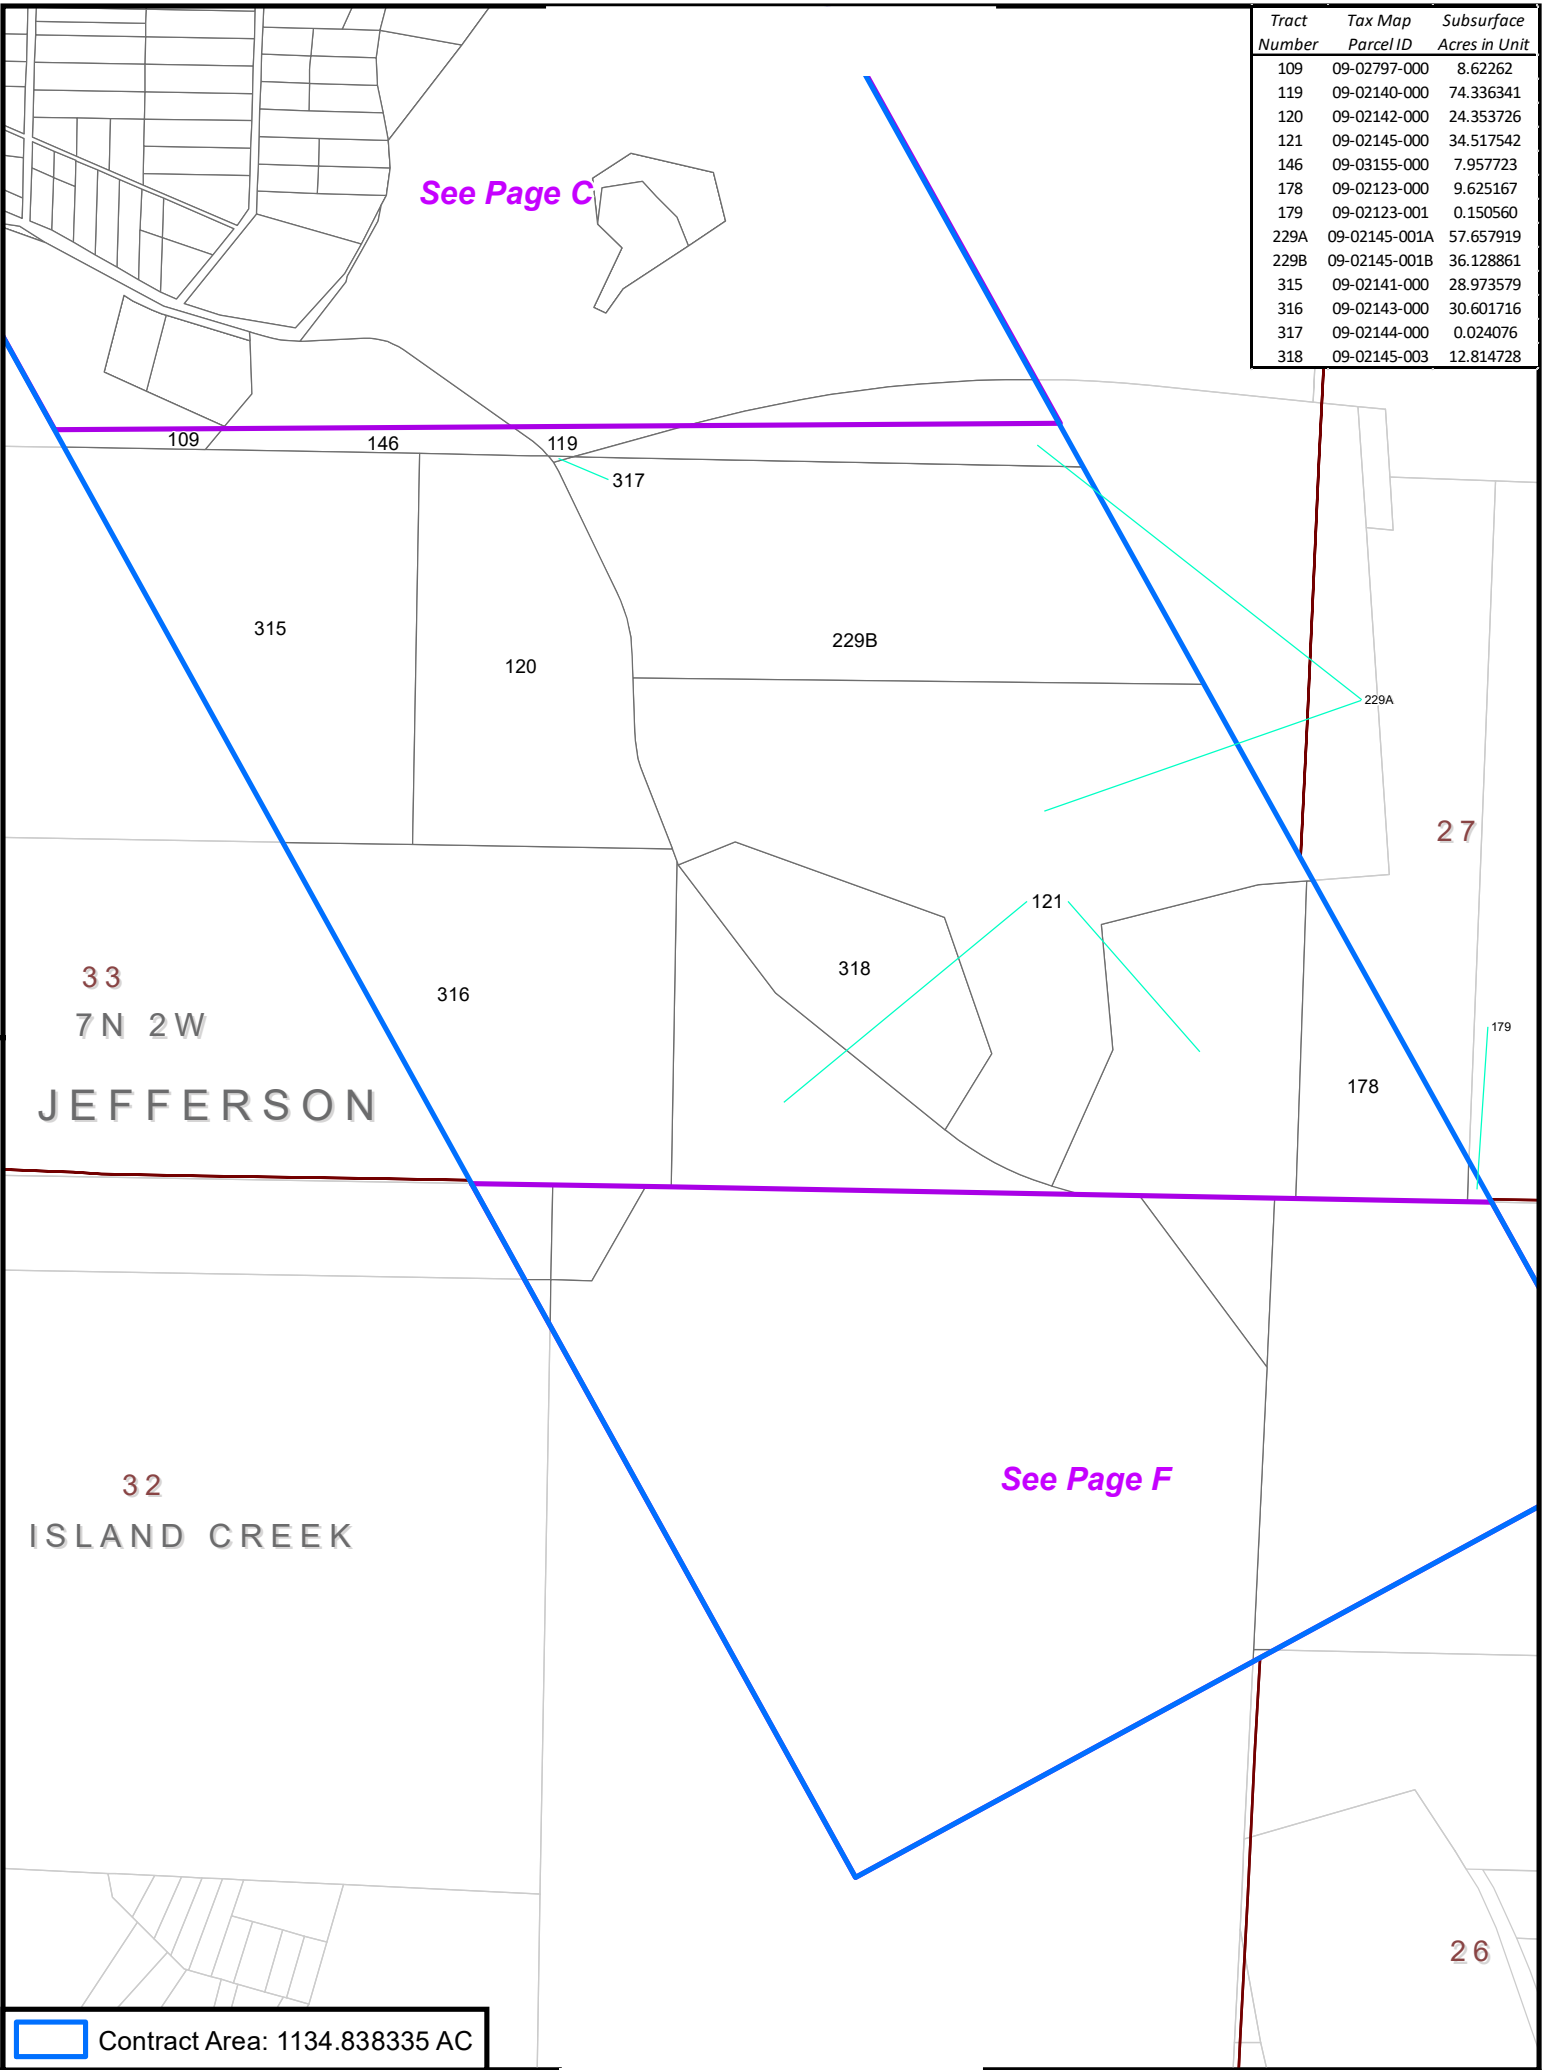 Tract Tax Map Subsurface
Number Parcel ID Acres in Unit
109 09-02797-000 8.62262
119 09-02140-000 74.336341
120 09-02142-000 24.353726
121 09-02145-000 34.517542
146 09-03155-000 7.957723
178 09-02123-000 9.625167
179 09-02123-001 0.150560
229A 09-02145-001A 57.657919
229B 09-02145-001B 36.128861
315 09-02141-000 28.973579
316 09-02143-000 30.601716
317 09-02144-000 0.024076
318 09-02145-003 12.814728
See Page C
109 146 119
317
315
229B
120
229A
27
121
318
33
316
7N 2W
179
178
JEFFERSON
See Page F
32
ISLAND CREEK
26
Contract Area: 1134.838335 AC